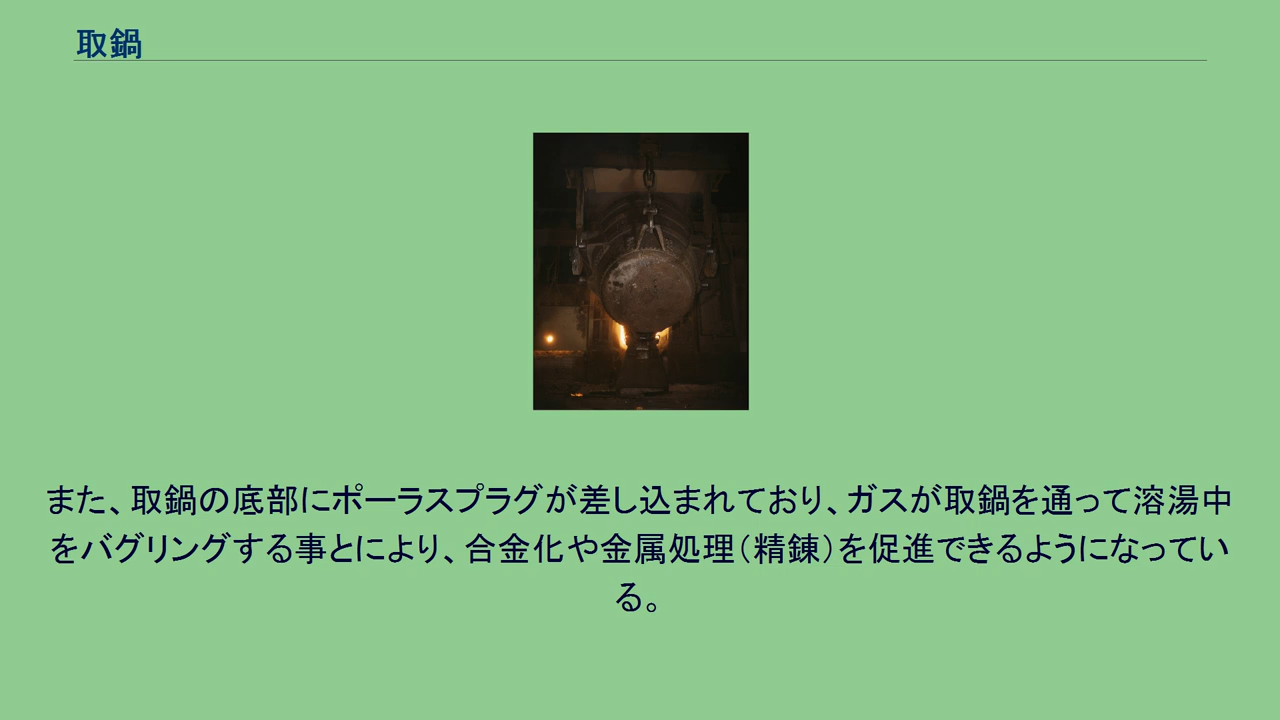 取鍋
また、取鍋の底部にポーラスプラグが差し込まれており、ガスが取鍋を通って溶湯中
をバグリングする事とにより、合金化や金属処理（精錬）を促進できるようになってい
る。